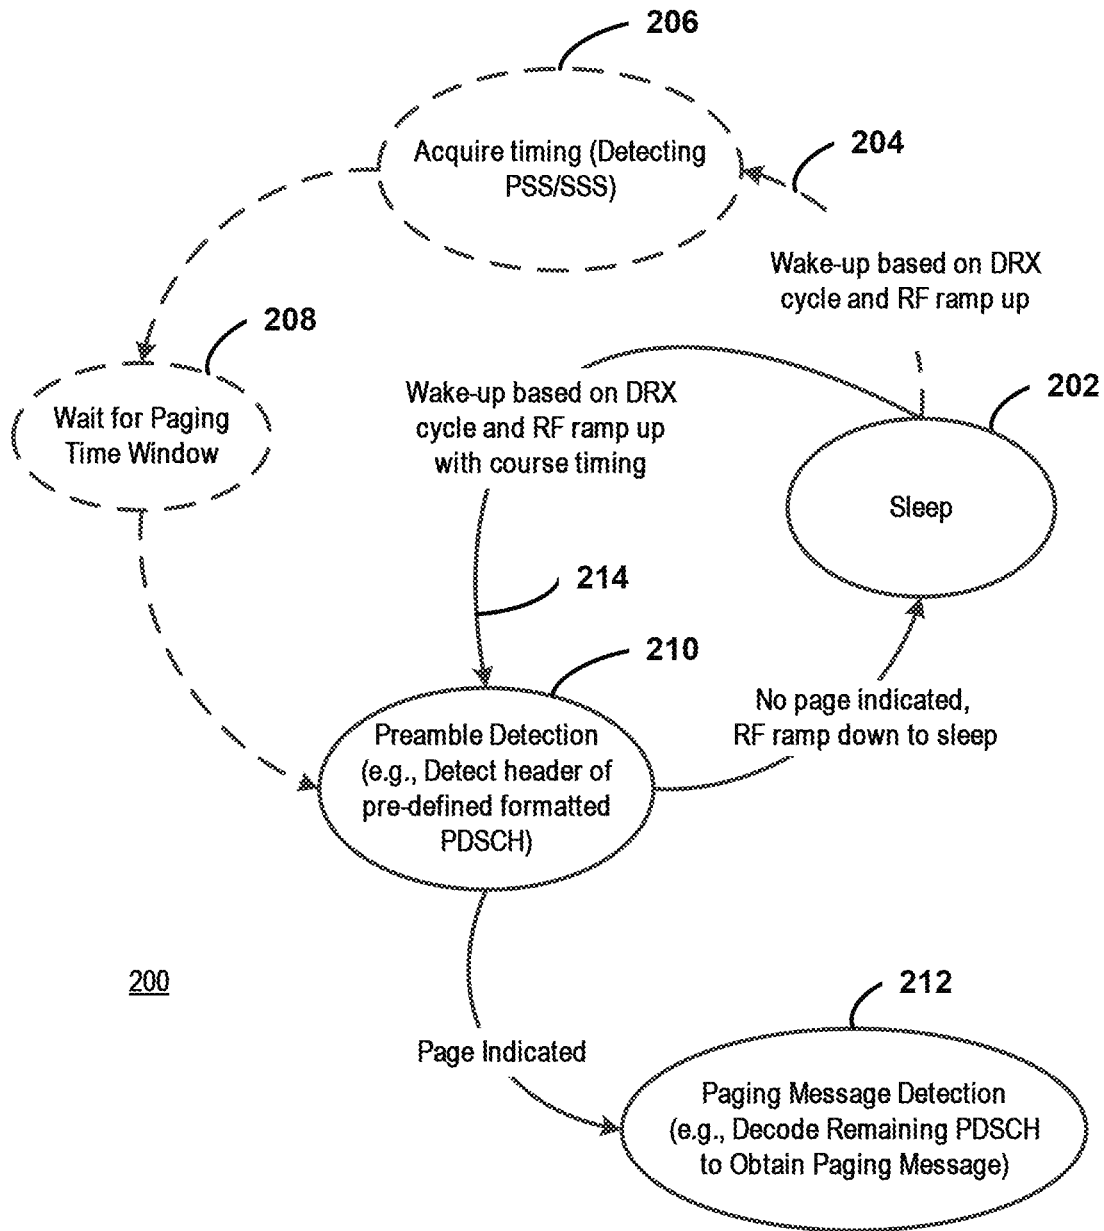 206
Acquire timing (Detecting
PSS/SSS)
204
Wake-up based on DRX
cycle and RF ramp up
208
Wait for Paging
Time Window
Wake-up based on DRX
cycle and RF ramp up
with course timing
202
Sleep
214
210
Preamble Detection
(e.g., Detect header of
pre-defined formatted
PDSCH)
No page indicated,
RF ramp down to sleep
200
Page Indicated
212
Paging Message Detection
(e.g., Decode Remaining PDSCH
to Obtain Paging Message)